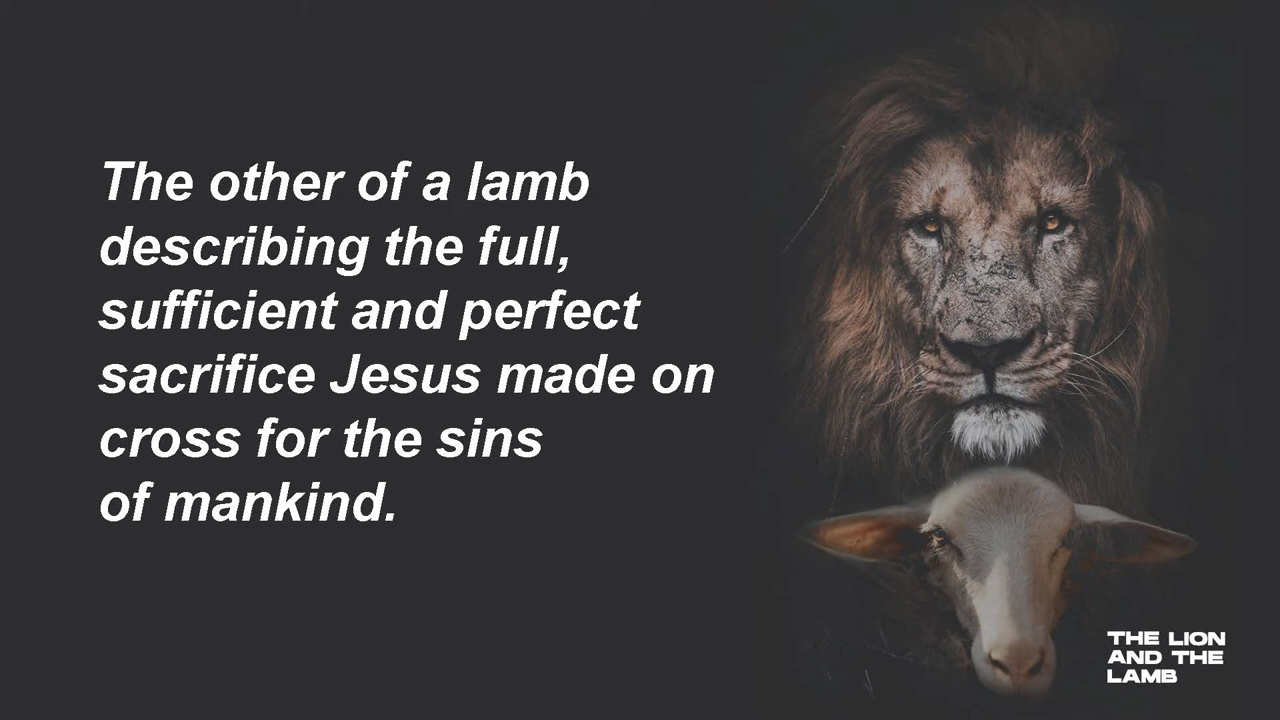 The other of a lamb
describing the full,
sufficient and perfect
sacrifice Jesus made on
cross for the sins
of mankind.
THE LION
AND THE
LAMB